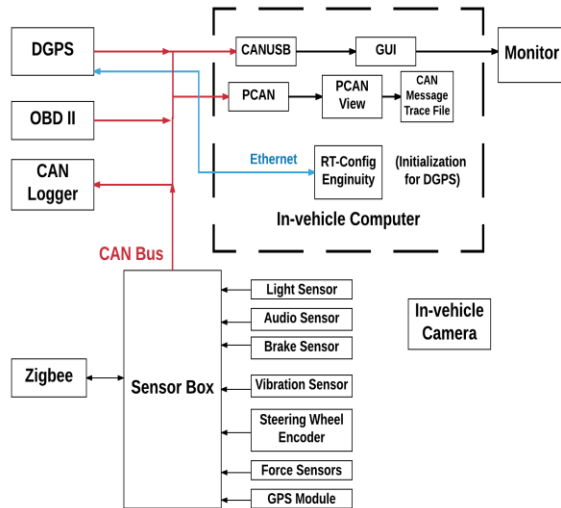 DGPS
CANUSB
GUI
Monitor
PCAN
PCAN
View
CAN
Message
Trace File
OBD II
Ethernet
RT-Config
Enginuity
(Initialization
for DGPS)
CAN
Logger
In-vehicle Computer
CAN Bus
Light Sensor
Audio Sensor
Brake Sensor
In-vehicle
Camera
Zigbee
Sensor Box
Vibration Sensor
Steering Wheel
Encoder
Force Sensors
GPS Module